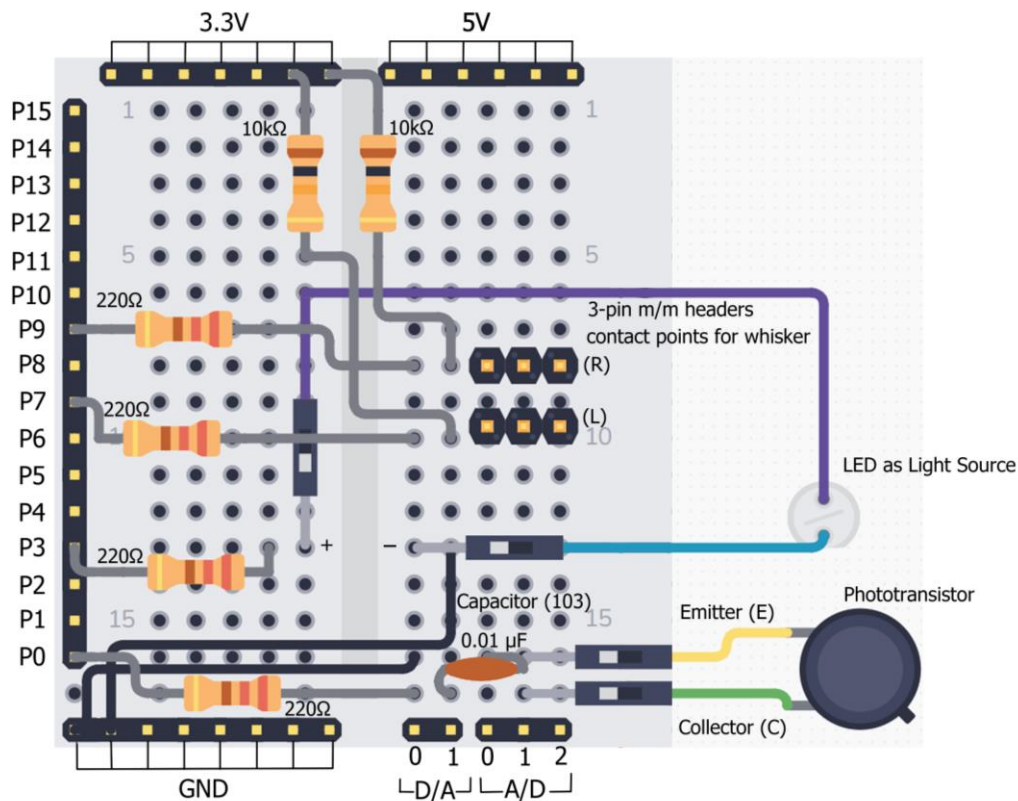 3.3V 5V
P15 1 1
10kΩ 10kΩ
P14
P13
P12
P11 5 5
P10
220Ω
3-pin m/m headers
P9
contact points for whisker
P8 (R)
P7
220Ω
(L)
P6 1 10
LED as Light Source
P5
P4
P3 + −
220Ω
P2
Capacitor (103) Phototransistor
P1 15 15
Emitter (E)
0.01 µF
P0
220Ω
Collector (C)
0 1 0 1 2
GND D/A A/D